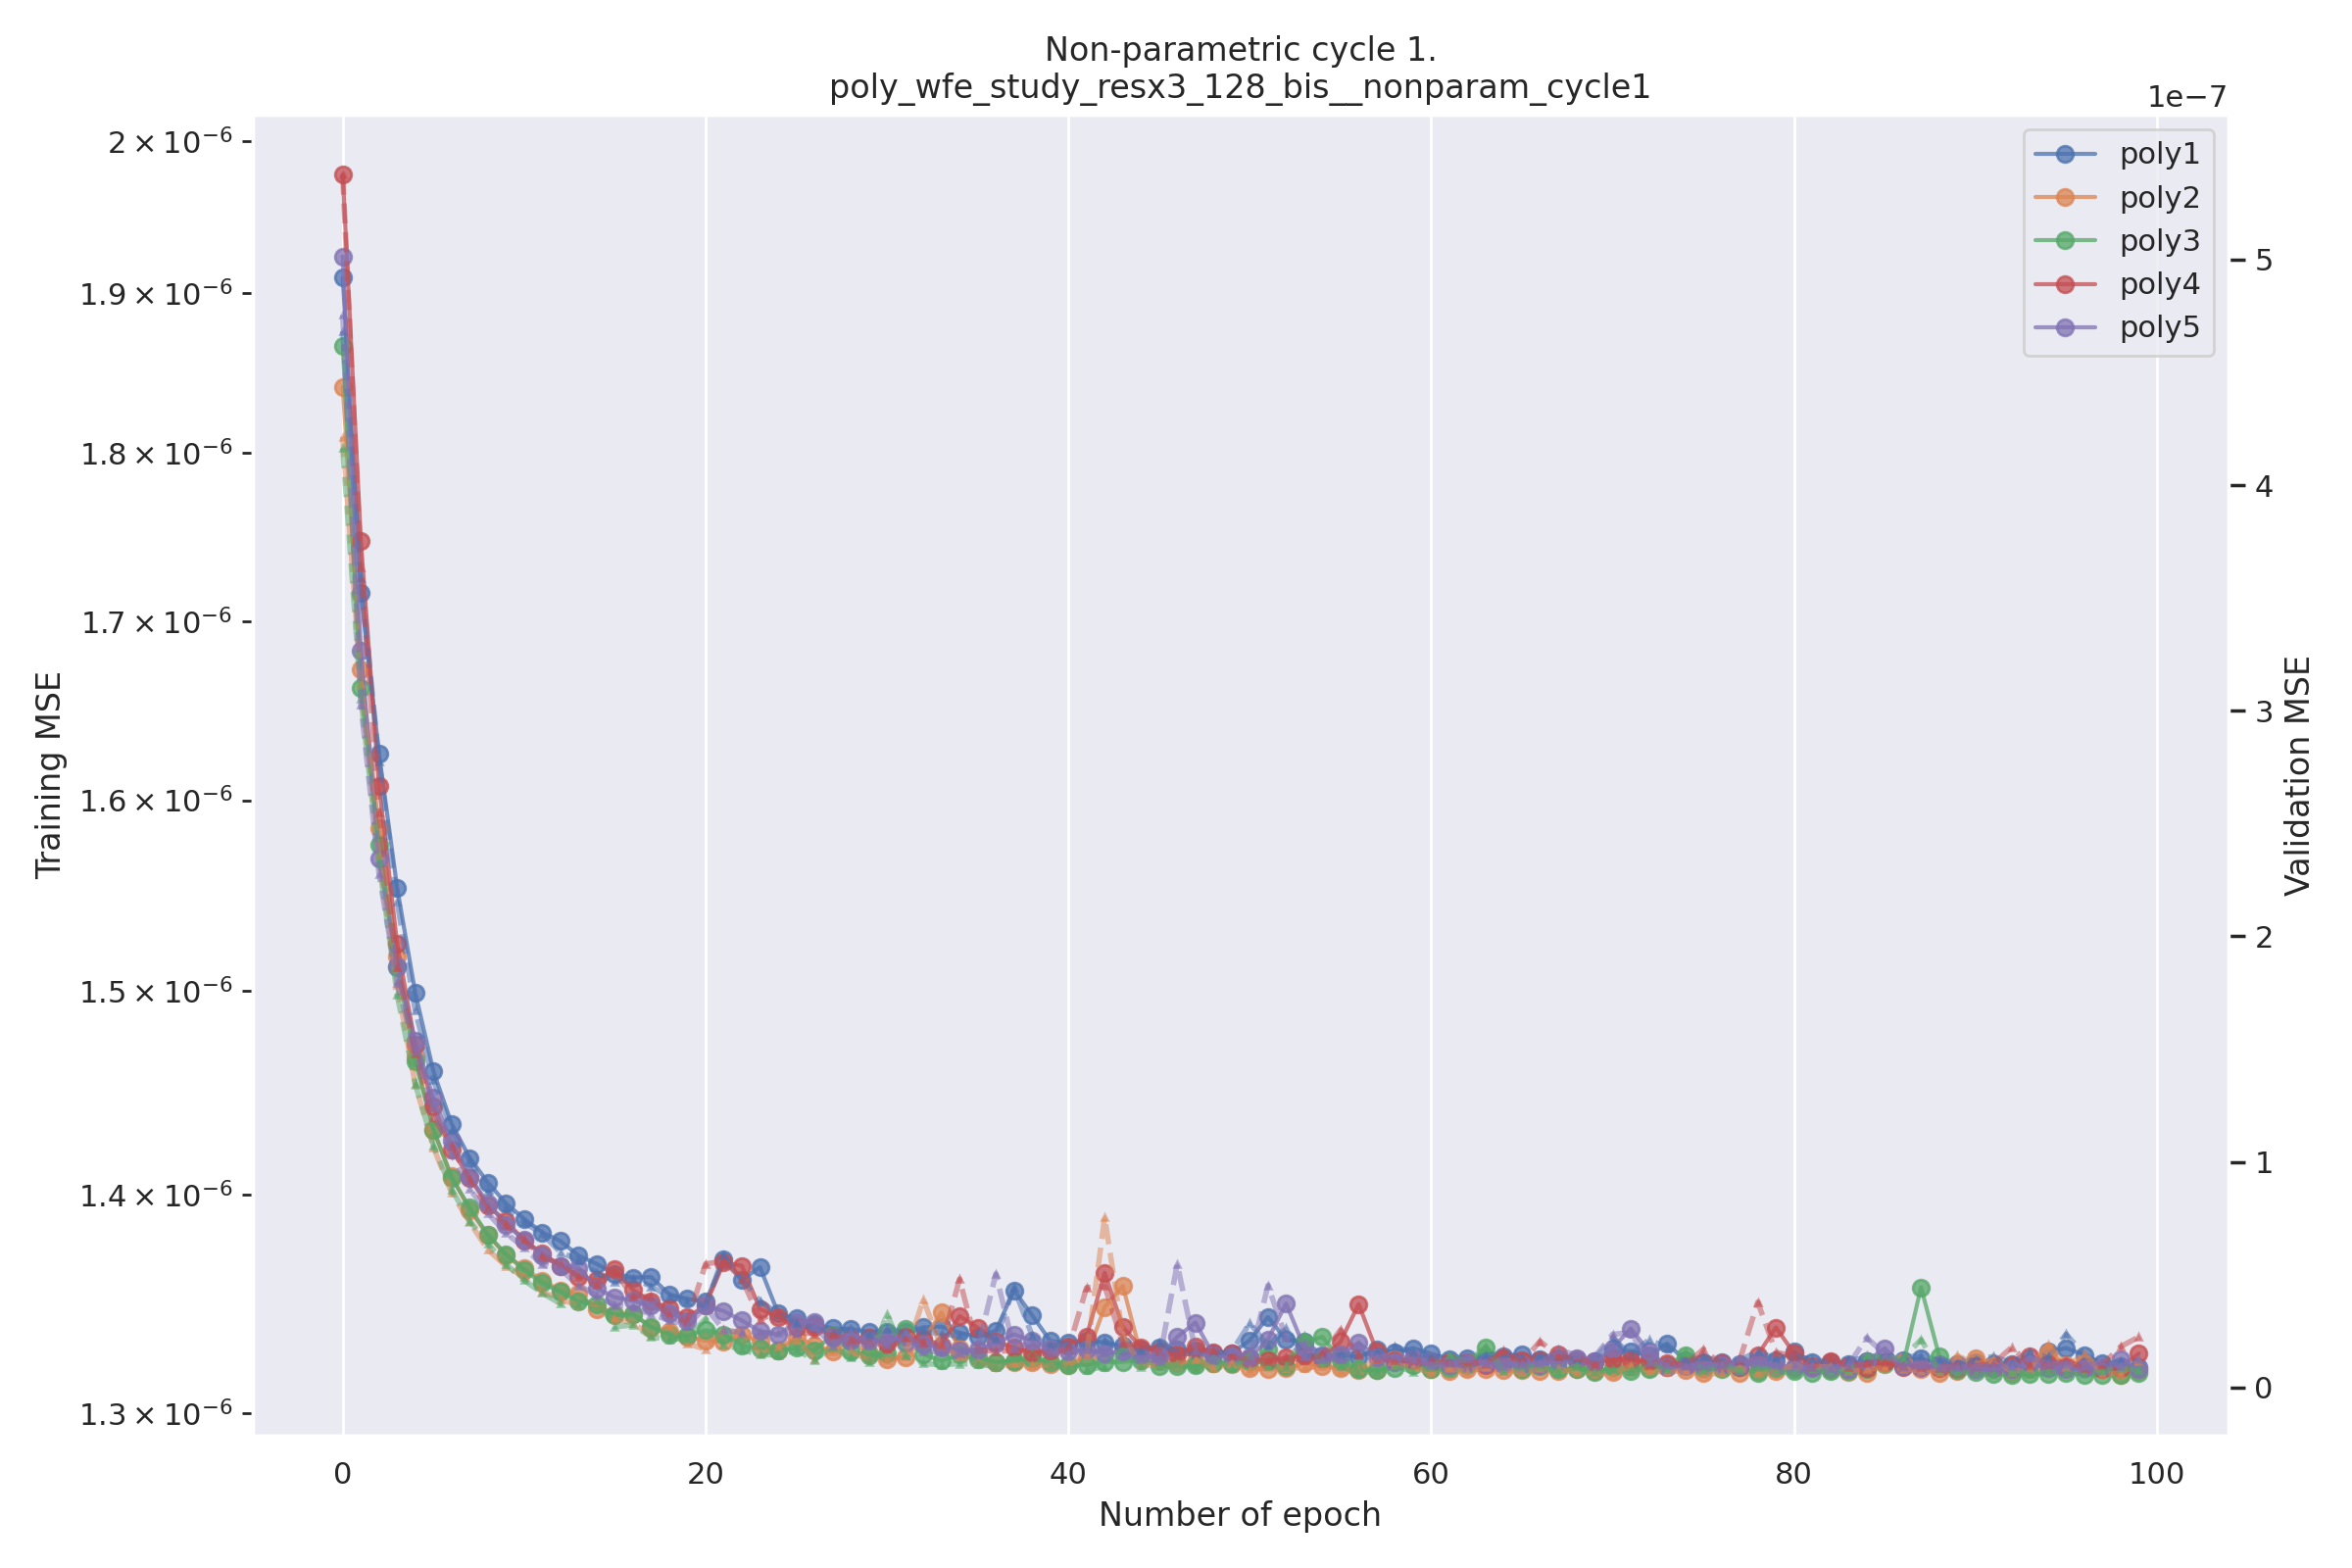 Non-parametric cycle 1.
poly_wfe_study_resx3_128_bis__nonparam_cycle1
1e−7
2 × 10⁻⁶
1.9 × 10⁻⁶
1.8 × 10⁻⁶
1.7 × 10⁻⁶
1.6 × 10⁻⁶
1.5 × 10⁻⁶
1.4 × 10⁻⁶
1.3 × 10⁻⁶
Training MSE
poly1
poly2
poly3
poly4
poly5
5
4
3
2
1
0
Validation MSE
0 20 40 60 80 100
Number of epoch